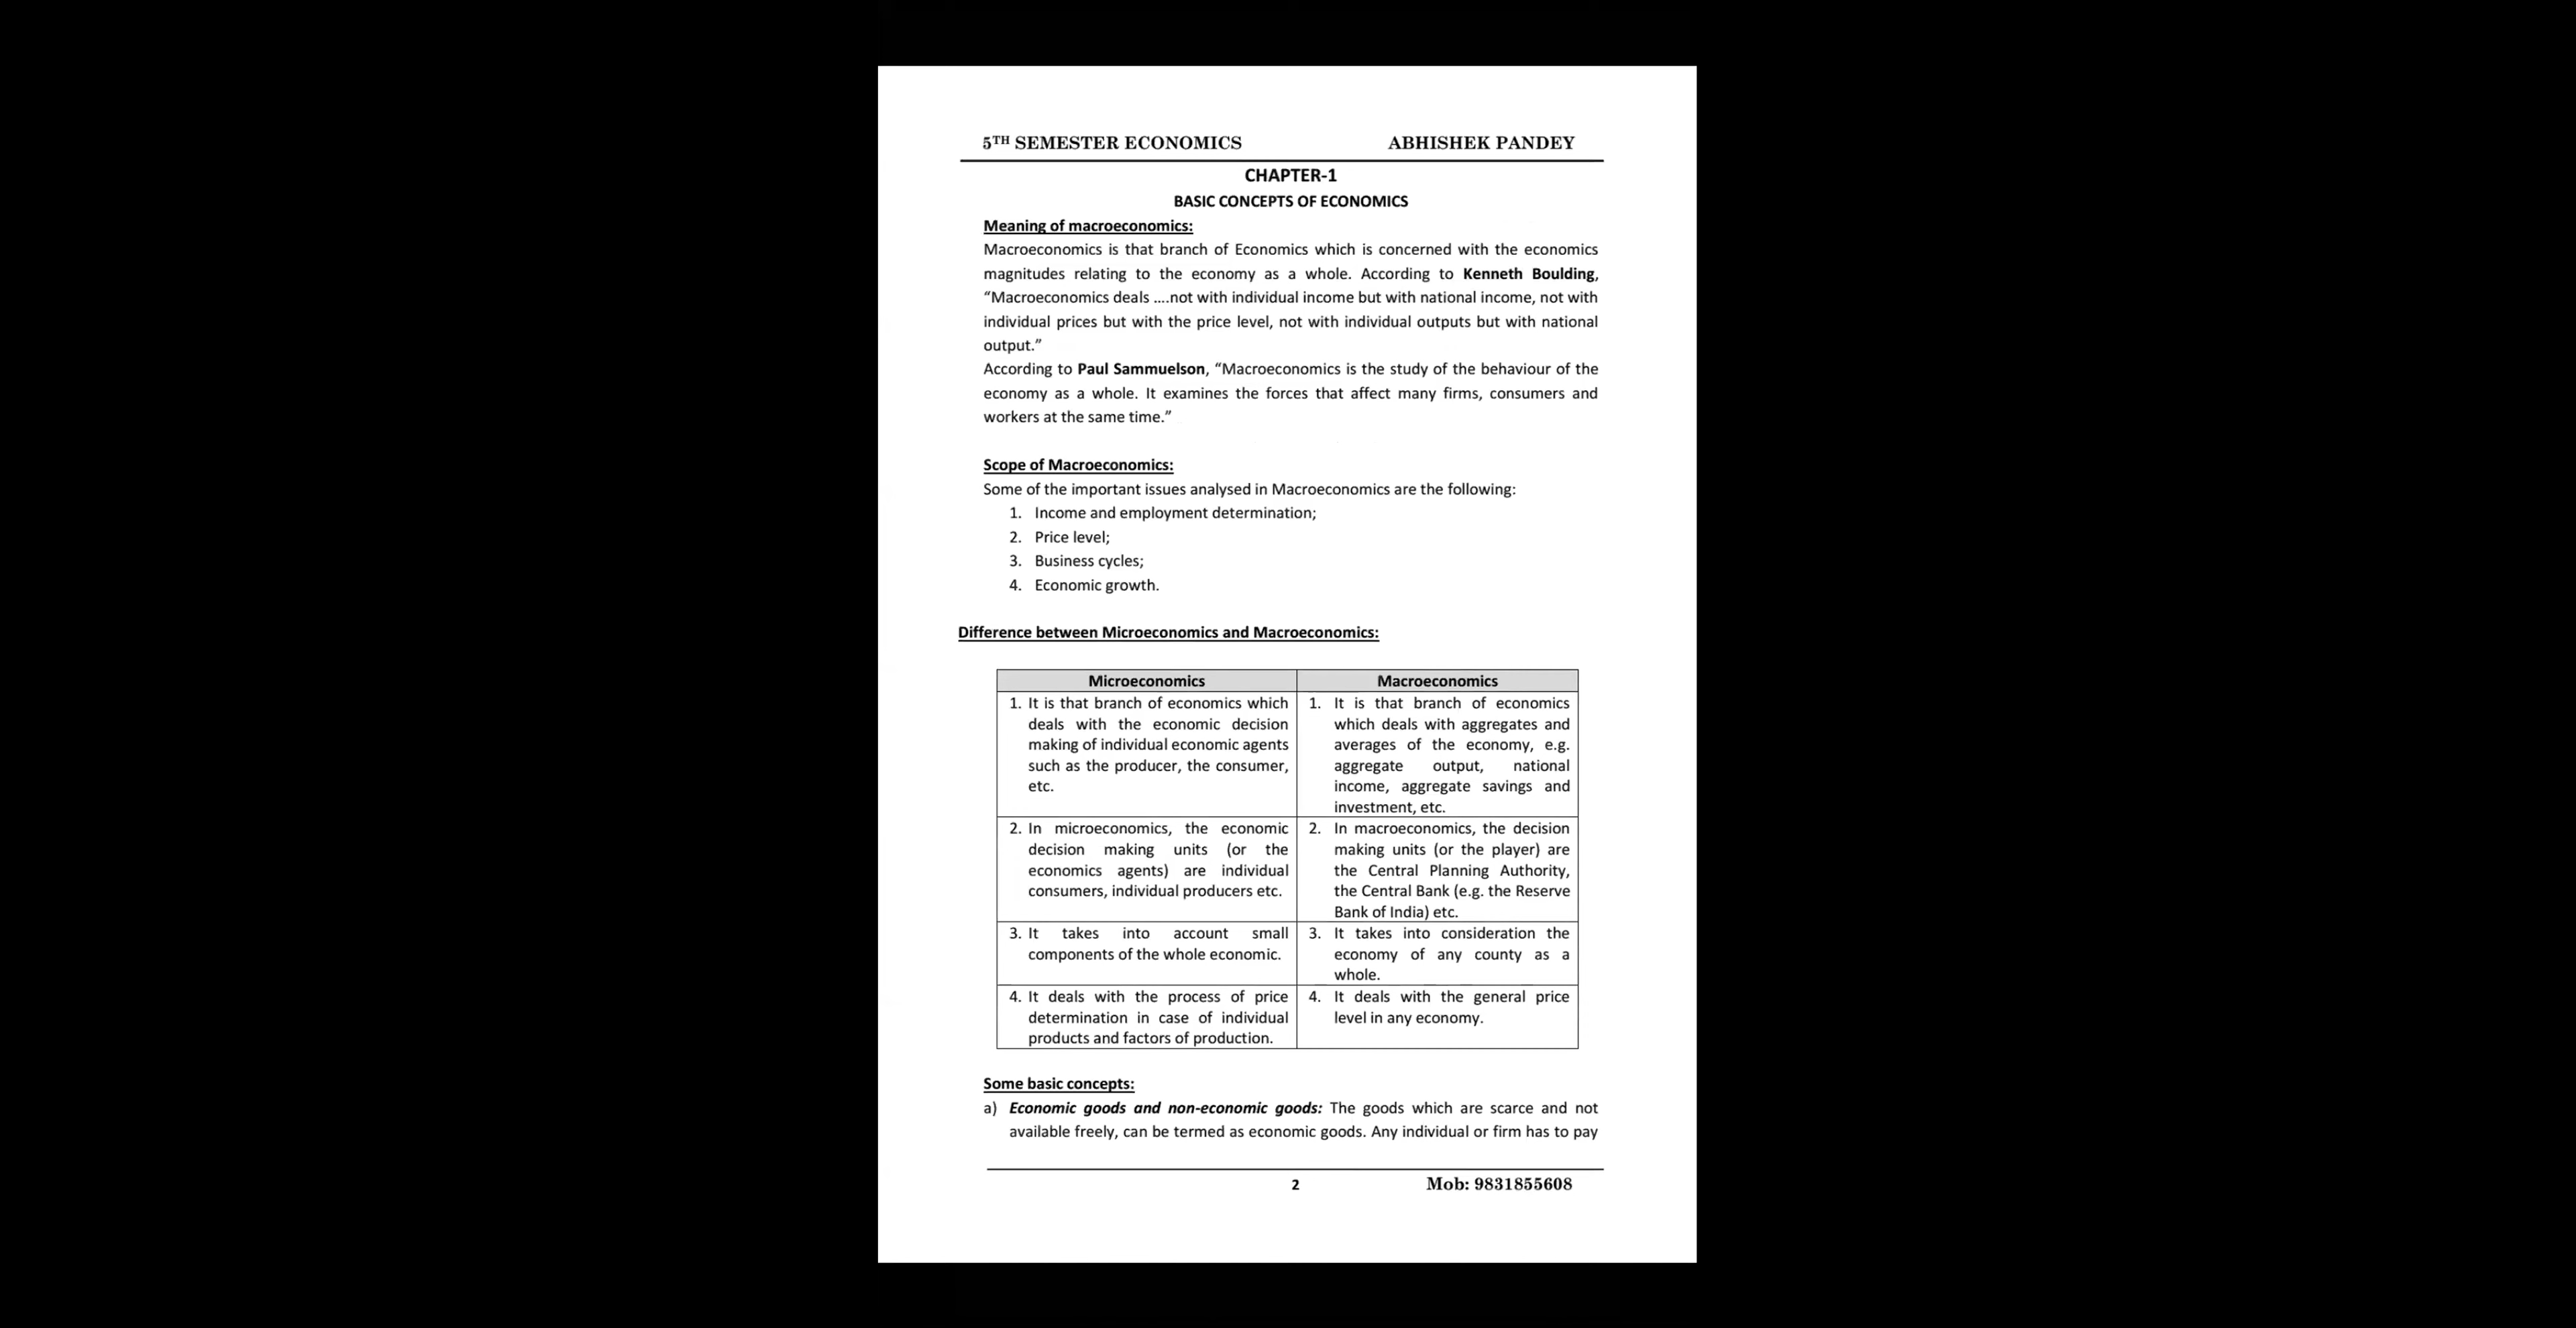 5TH SEMESTER ECONOMICS ABHISHEK PANDEY
CHAPTER-1
BASIC CONCEPTS OF ECONOMICS
Meaning of macroeconomics:
Macroeconomics is that branch of Economics which is concerned with the economics
magnitudes relating to the economy as a whole. According to Kenneth Boulding,
“Macroeconomics deals ....not with individual income but with national income, not with
individual prices but with the price level, not with individual outputs but with national
output.”
According to Paul Sammuelson, “Macroeconomics is the study of the behaviour of the
economy as a whole. It examines the forces that affect many firms, consumers and
workers at the same time.”
Scope of Macroeconomics:
Some of the important issues analysed in Macroeconomics are the following:
1. Income and employment determination;
2. Price level;
3. Business cycles;
4. Economic growth.
Difference between Microeconomics and Macroeconomics:
Microeconomics
Macroeconomics
1. It is that branch of economics which
deals with the economic decision
making of individual economic agents
such as the producer, the consumer,
etc.
1. It is that branch of economics
which deals with aggregates and
averages of the economy, e.g.
aggregate output, national
income, aggregate savings and
investment, etc.
2. In microeconomics, the economic
decision making units (or the
economics agents) are individual
consumers, individual producers etc.
2. In macroeconomics, the decision
making units (or the player) are
the Central Planning Authority,
the Central Bank (e.g. the Reserve
Bank of India) etc.
3. It takes into account small
components of the whole economic.
3. It takes into consideration the
economy of any county as a
whole.
4. It deals with the process of price
determination in case of individual
products and factors of production.
4. It deals with the general price
level in any economy.
Some basic concepts:
a) Economic goods and non-economic goods: The goods which are scarce and not
available freely, can be termed as economic goods. Any individual or firm has to pay
2 Mob: 9831855608